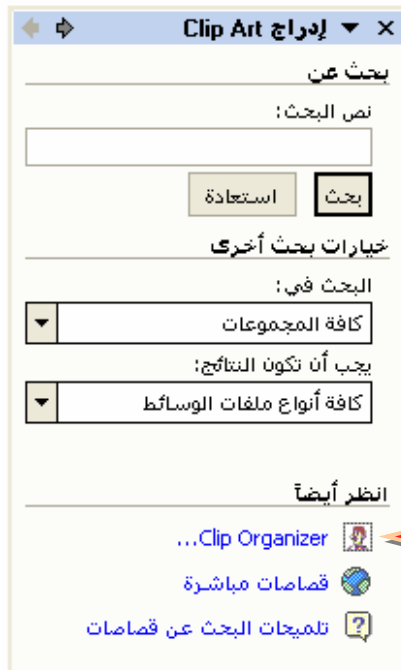 إدراج Clip Art
بحث عن
نص البحث:
بحث استعادة
خيارات بحث أخرى
البحث في:
كافة المجموعات
يجب أن تكون النتائج:
كافة أنواع ملفات الوسائط
انظر أيضاً
Clip Organizer...
قصاصات مباشرة
تلميحات البحث عن قصاصات